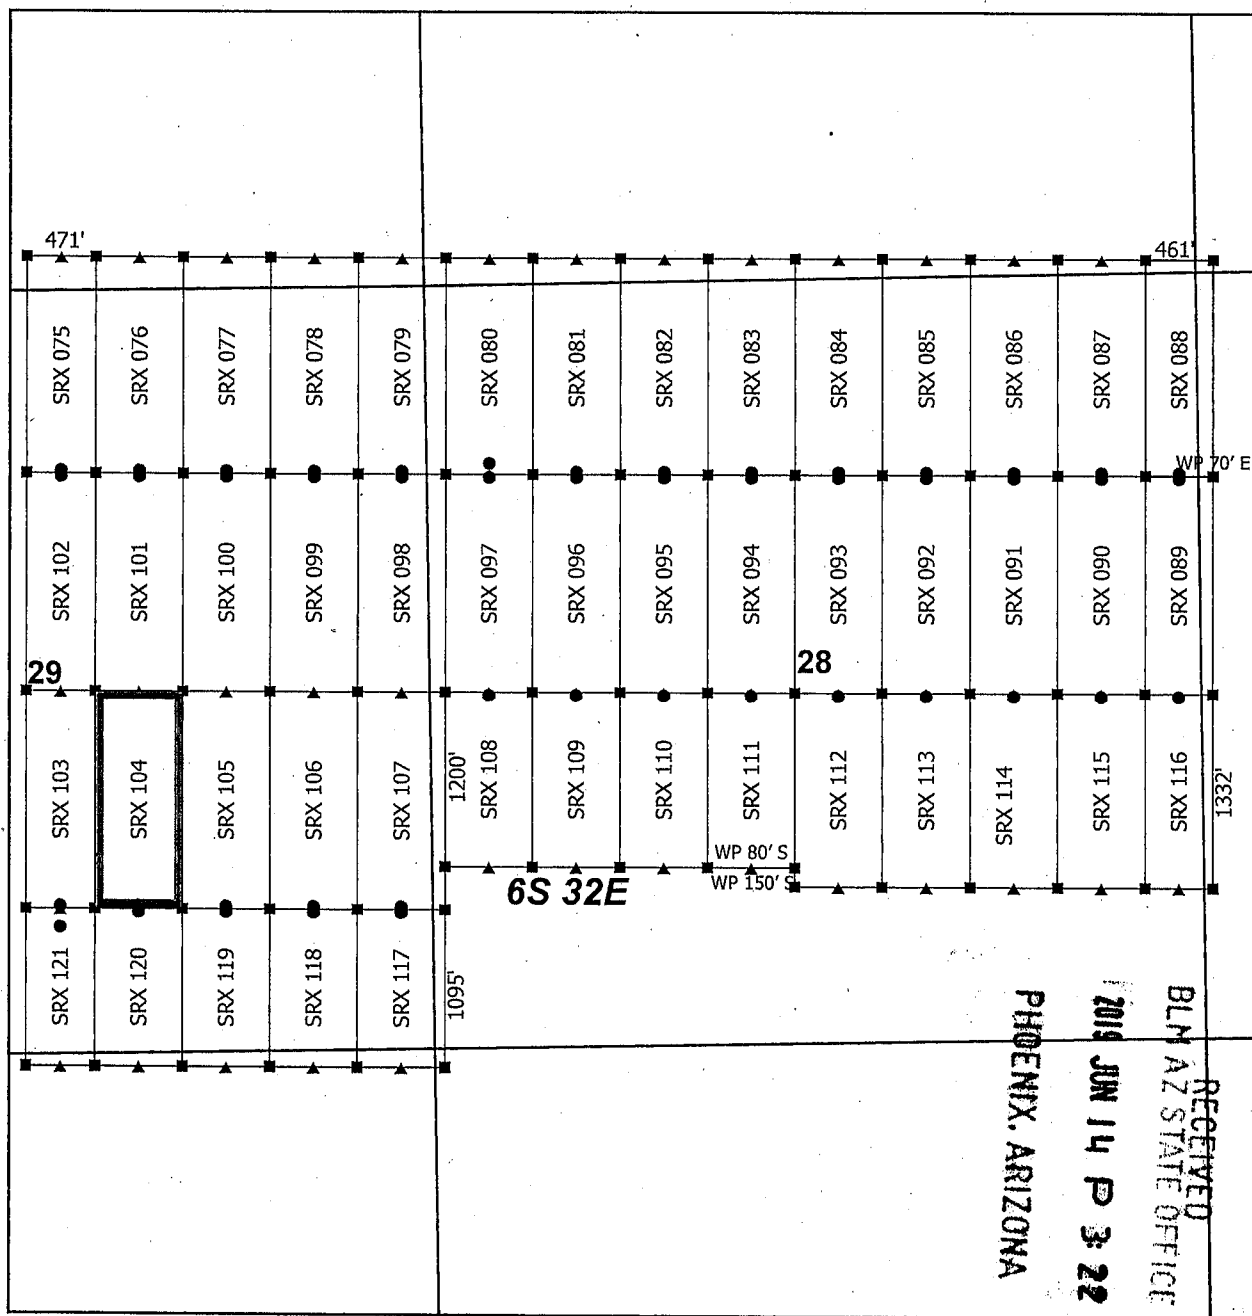 471'
461'
SRX 075
SRX 076
SRX 077
SRX 078
SRX 079
SRX 080
SRX 081
SRX 082
SRX 083
SRX 084
SRX 085
SRX 086
SRX 087
SRX 088
WP 70' E
SRX 102
SRX 101
SRX 100
SRX 099
SRX 098
SRX 097
SRX 096
SRX 095
SRX 094
SRX 093
SRX 092
SRX 091
SRX 090
SRX 089
29
28
SRX 103
SRX 104
SRX 105
SRX 106
SRX 107
1200'
SRX 108
SRX 109
SRX 110
SRX 111
SRX 112
SRX 113
SRX 114
SRX 115
SRX 116
1332'
WP 80' S
WP 150' S
6S 32E
SRX 121
SRX 120
SRX 119
SRX 118
SRX 117
1095'
RECEIVED
BLM AZ STATE OFFICE
2019 JUN 14 P 3:22
PHOENIX, ARIZONA